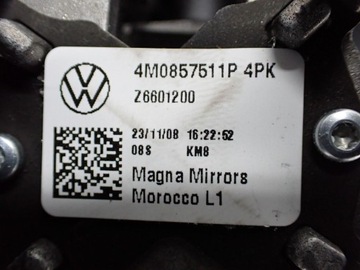 4M0857511P 4PK
Z6601200
23/11/08 16:22:52
08S KM8
Magna Mirrors
Morocco L1